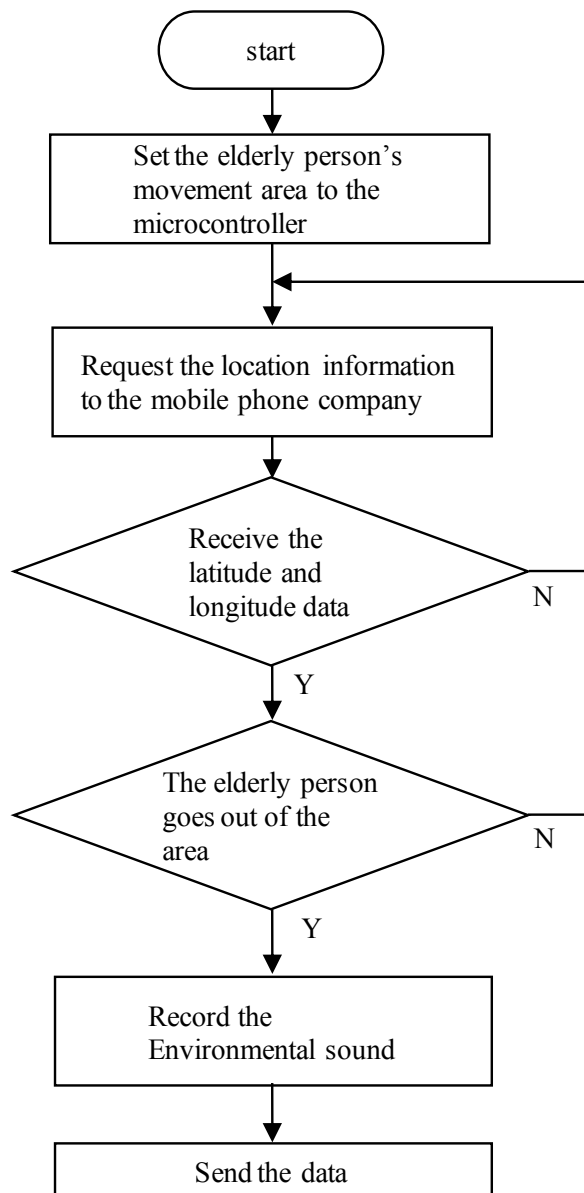 start
Set the elderly person's
movement area to the
microcontroller
Request the location information
to the mobile phone company
Receive the
latitude and
longitude data
N
Y
The elderly person
goes out of the
area
N
Y
Record the
Environmental sound
Send the data